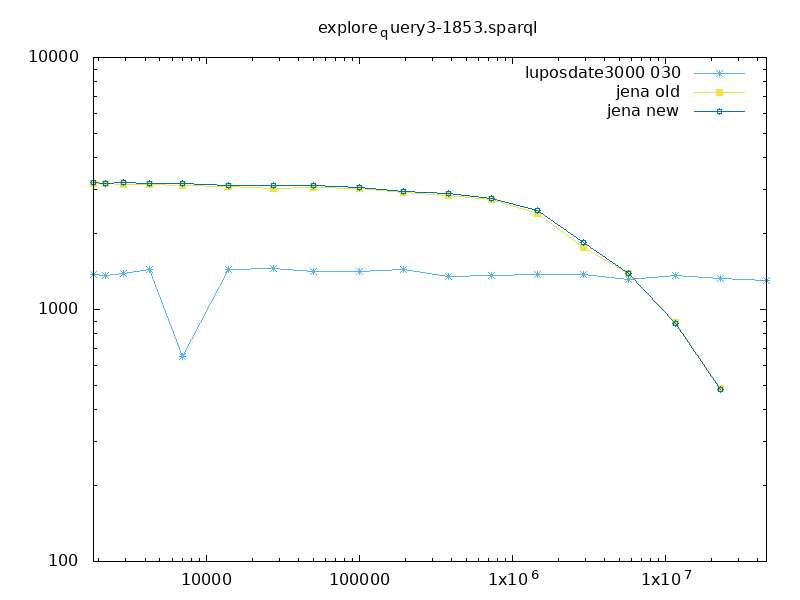 explore_query3-1853.sparql
10000
luposdate3000 030
jena old
jena new
1000
100
10000 100000 1x10^6 1x10^7